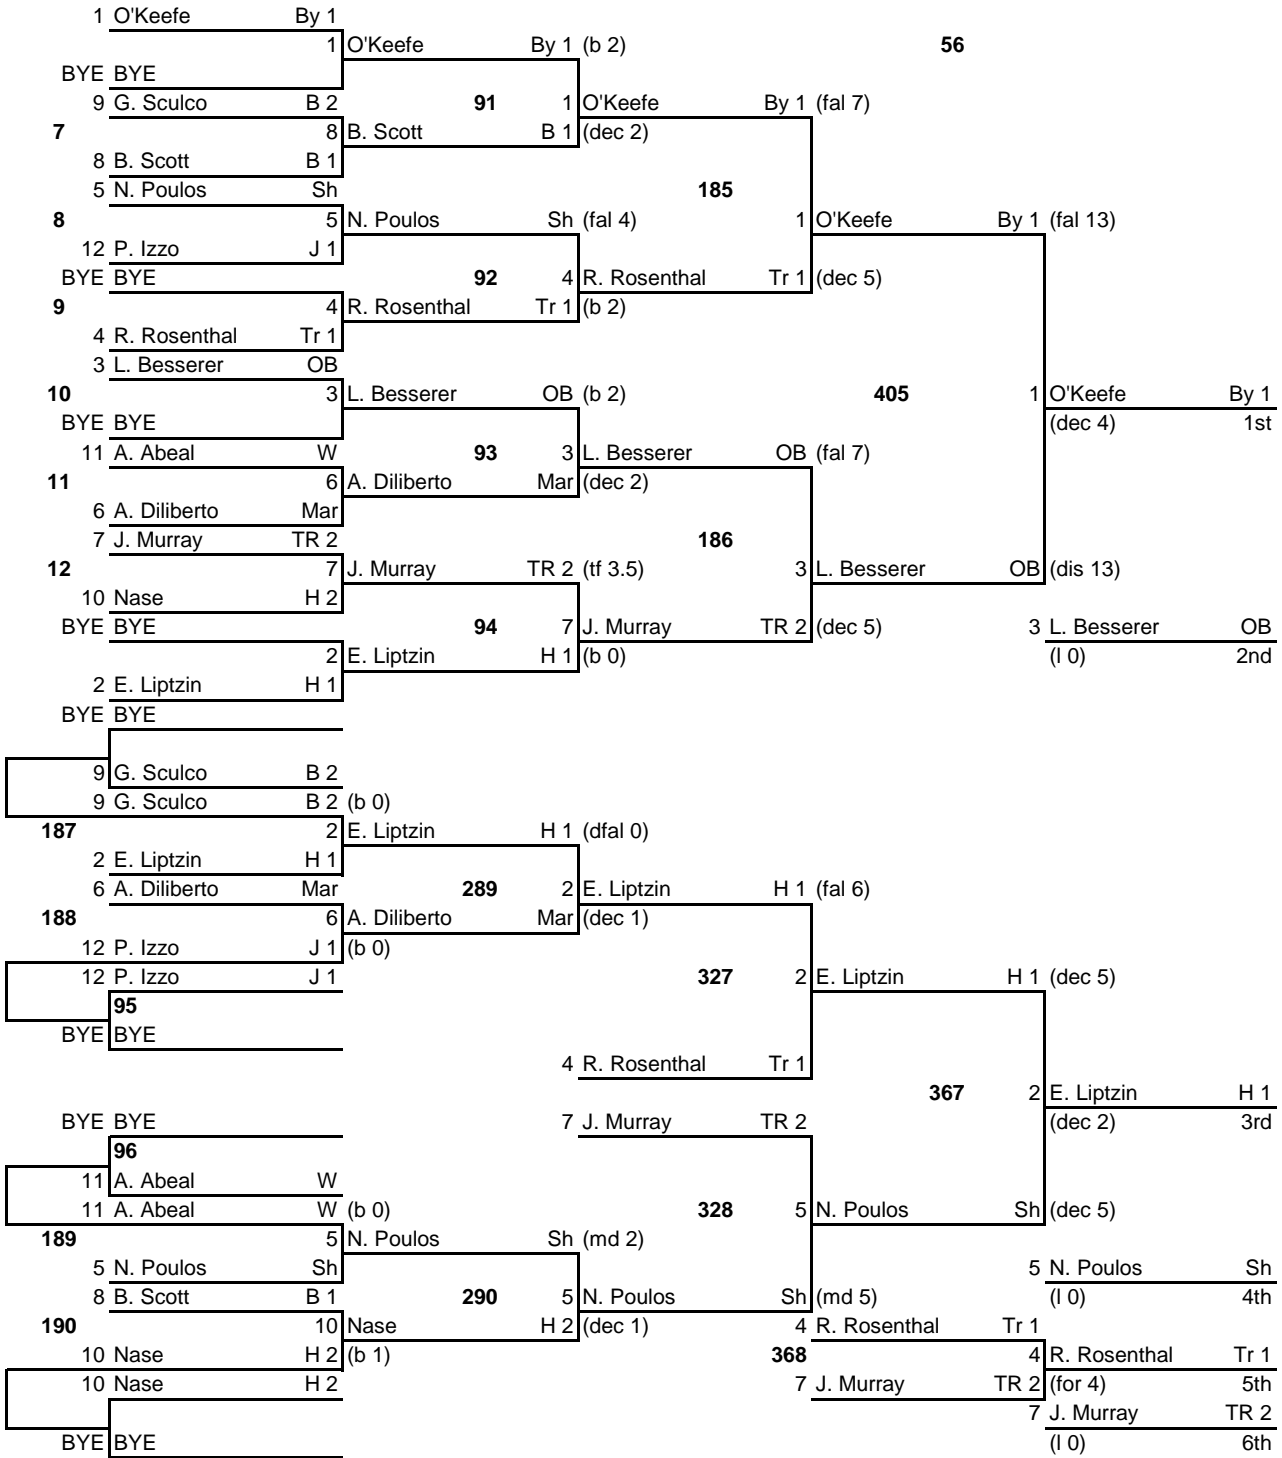 1 O'Keefe By 1
1 O'Keefe By 1 (b 2) 56
BYE BYE
9 G. Sculco B 2 91 1 O'Keefe By 1 (fal 7)
7 8 B. Scott B 1 (dec 2)
8 B. Scott B 1
5 N. Poulos Sh 185
8 5 N. Poulos Sh (fal 4) 1 O'Keefe By 1 (fal 13)
12 P. Izzo J 1
BYE BYE 92 4 R. Rosenthal Tr 1 (dec 5)
9 4 R. Rosenthal Tr 1 (b 2)
4 R. Rosenthal Tr 1
3 L. Besserer OB
10 3 L. Besserer OB (b 2) 405 1 O'Keefe By 1
BYE BYE (dec 4) 1st
11 A. Abeal W 93 3 L. Besserer OB (fal 7)
11 6 A. Diliberto Mar (dec 2)
6 A. Diliberto Mar
7 J. Murray TR 2 186
12 7 J. Murray TR 2 (tf 3.5) 3 L. Besserer OB (dis 13)
10 Nase H 2
BYE BYE 94 7 J. Murray TR 2 (dec 5) 3 L. Besserer OB
2 E. Liptzin H 1 (b 0) (l 0) 2nd
2 E. Liptzin H 1
BYE BYE
9 G. Sculco B 2
9 G. Sculco B 2 (b 0)
187 2 E. Liptzin H 1 (dfal 0)
2 E. Liptzin H 1
6 A. Diliberto Mar 289 2 E. Liptzin H 1 (fal 6)
188 6 A. Diliberto Mar (dec 1)
12 P. Izzo J 1 (b 0)
12 P. Izzo J 1 327 2 E. Liptzin H 1 (dec 5)
95
BYE BYE
4 R. Rosenthal Tr 1
367 2 E. Liptzin H 1
BYE BYE 7 J. Murray TR 2 (dec 2) 3rd
96
11 A. Abeal W
11 A. Abeal W (b 0) 328 5 N. Poulos Sh (dec 5)
189 5 N. Poulos Sh (md 2)
5 N. Poulos Sh 5 N. Poulos Sh
8 B. Scott B 1 290 5 N. Poulos Sh (md 5) (l 0) 4th
190 10 Nase H 2 (dec 1) 4 R. Rosenthal Tr 1
10 Nase H 2 (b 1) 368 4 R. Rosenthal Tr 1
10 Nase H 2 7 J. Murray TR 2 (for 4) 5th
7 J. Murray TR 2
BYE BYE (l 0) 6th